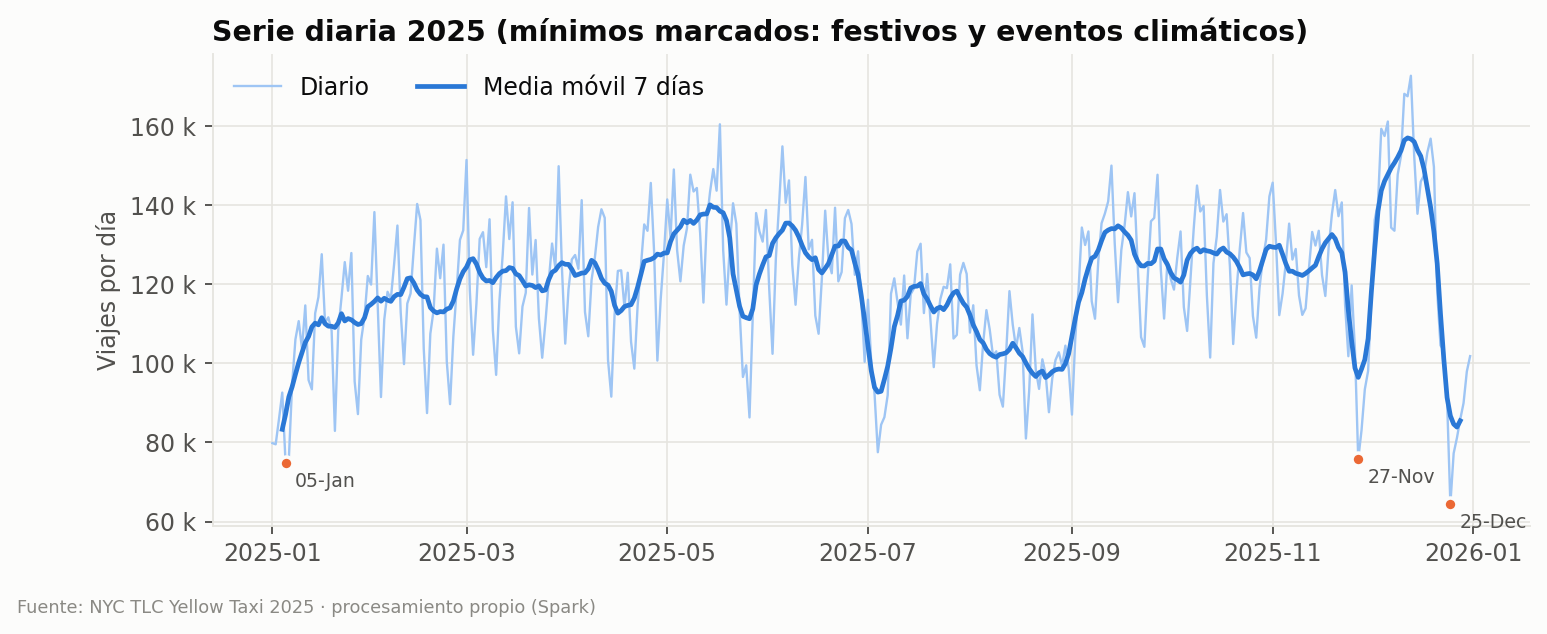 Serie diaria 2025 (mínimos marcados: festivos y eventos climáticos)
Diario
Media móvil 7 días
Viajes por día
160 k
140 k
120 k
100 k
80 k
60 k
05-Jan
27-Nov
25-Dec
2025-01
2025-03
2025-05
2025-07
2025-09
2025-11
2026-01
Fuente: NYC TLC Yellow Taxi 2025 · procesamiento propio (Spark)